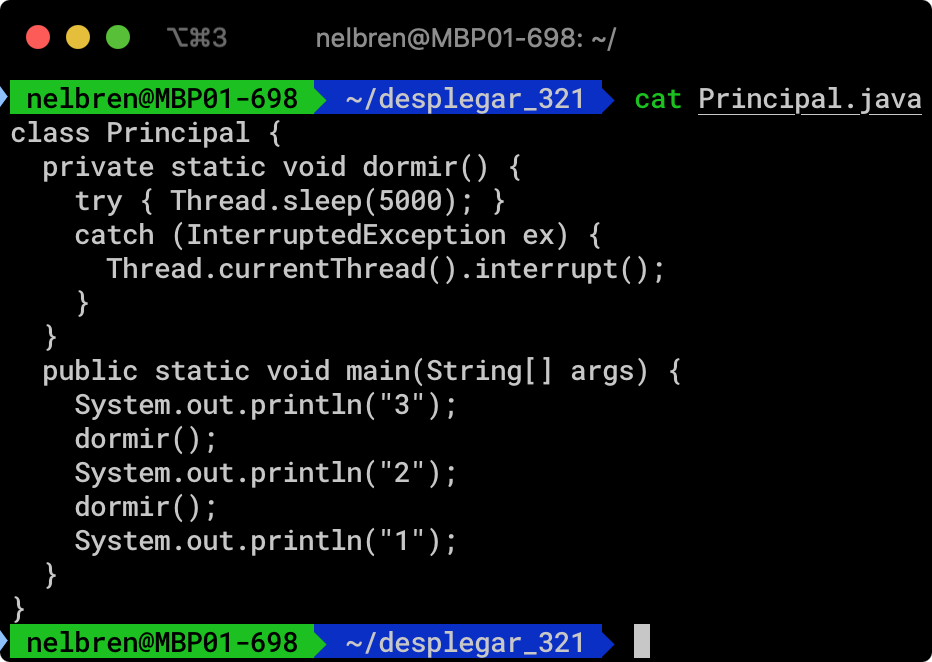 ⌥⌘3 nelbren@MBP01-698: ~/
nelbren@MBP01-698 ~/desplegar_321 cat Principal.java
class Principal {
  private static void dormir() {
    try { Thread.sleep(5000); }
    catch (InterruptedException ex) {
      Thread.currentThread().interrupt();
    }
  }
  public static void main(String[] args) {
    System.out.println("3");
    dormir();
    System.out.println("2");
    dormir();
    System.out.println("1");
  }
}
nelbren@MBP01-698 ~/desplegar_321